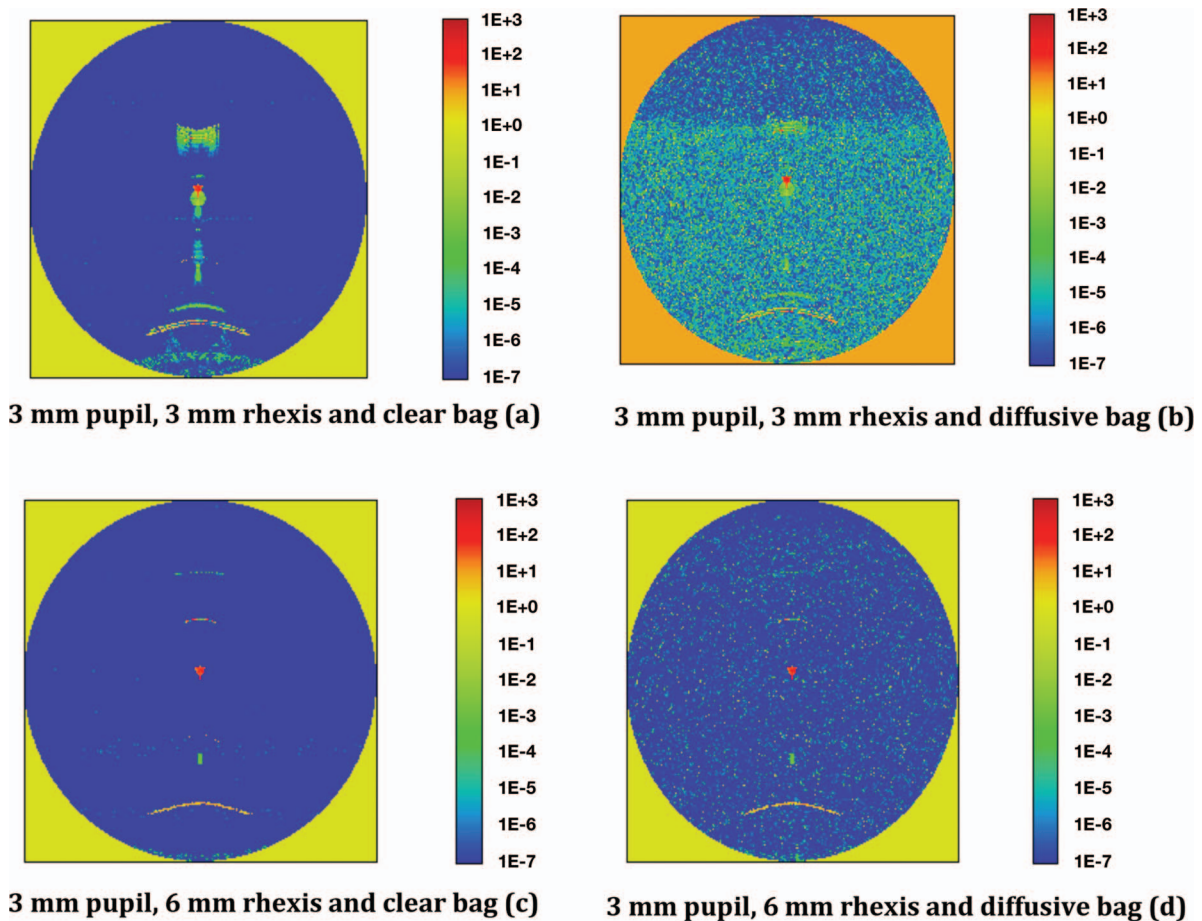 1E+3
1E+2
1E+1
1E+0
1E-1
1E-2
1E-3
1E-4
1E-5
1E-6
1E-7
3 mm pupil, 3 mm rhexis and clear bag (a)
1E+3
1E+2
1E+1
1E+0
1E-1
1E-2
1E-3
1E-4
1E-5
1E-6
1E-7
3 mm pupil, 3 mm rhexis and diffusive bag (b)
1E+3
1E+2
1E+1
1E+0
1E-1
1E-2
1E-3
1E-4
1E-5
1E-6
1E-7
3 mm pupil, 6 mm rhexis and clear bag (c)
1E+3
1E+2
1E+1
1E+0
1E-1
1E-2
1E-3
1E-4
1E-5
1E-6
1E-7
3 mm pupil, 6 mm rhexis and diffusive bag (d)